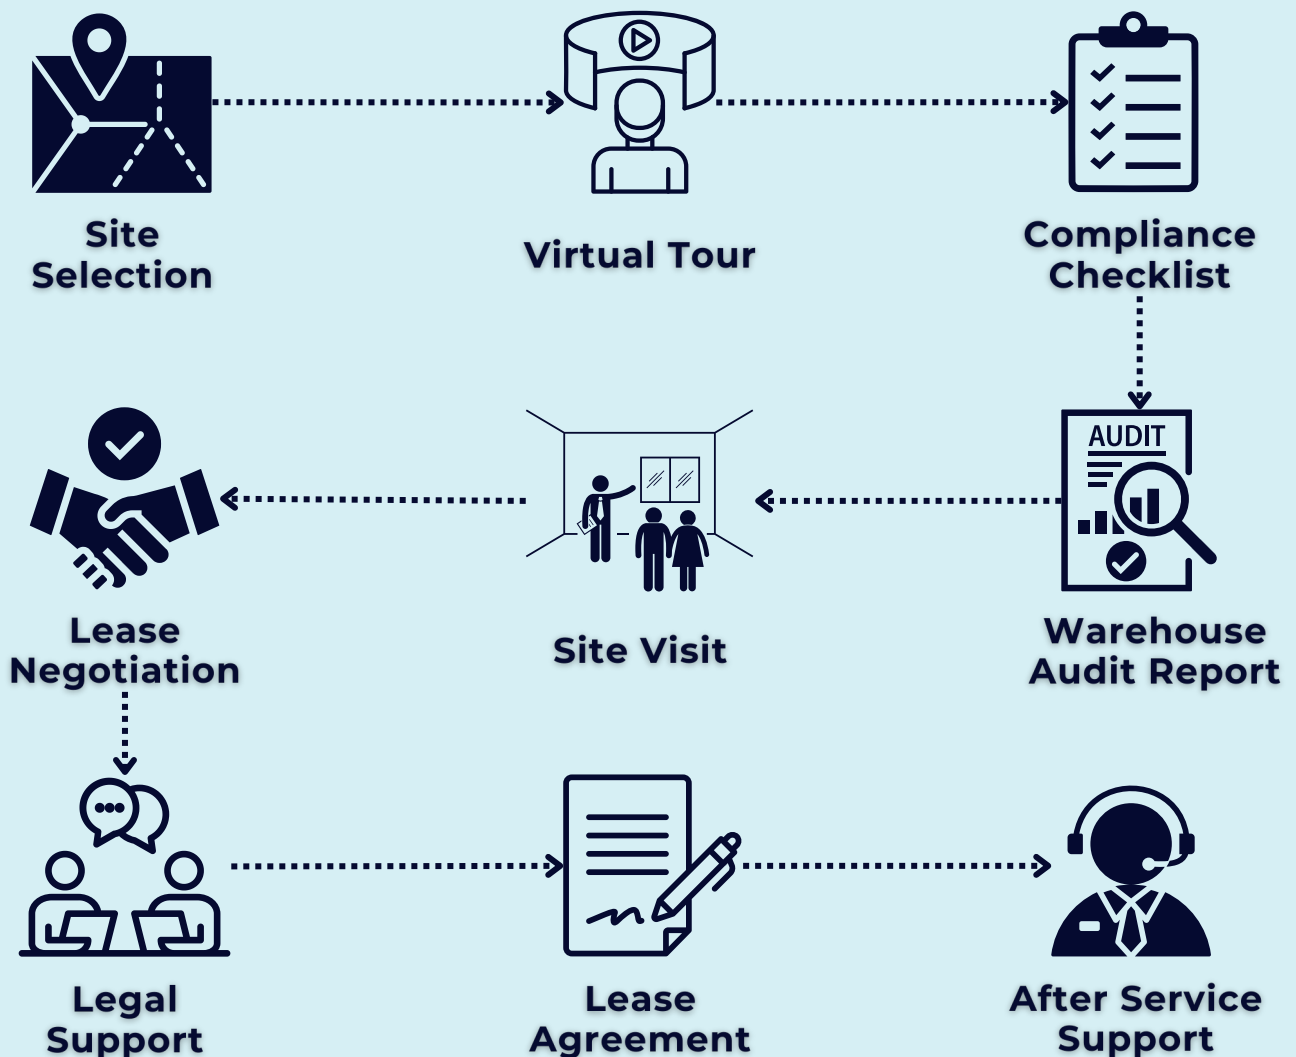 Site
Selection
Virtual Tour
Compliance
Checklist
AUDIT
Warehouse
Audit Report
Site Visit
Lease
Negotiation
Legal
Support
Lease
Agreement
After Service
Support